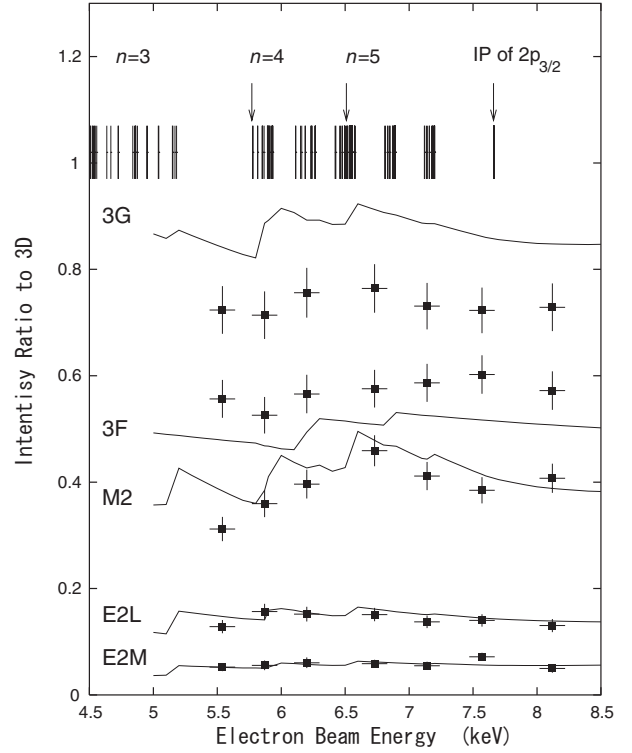 1.2
n=3 n=4 n=5 IP of 2p3/2
1
3G
0.8
0.6
3F
0.4
M2
0.2
E2L
E2M
0
4.5 5 5.5 6 6.5 7 7.5 8 8.5
Electron Beam Energy (keV)
Intentisy Ratio to 3D